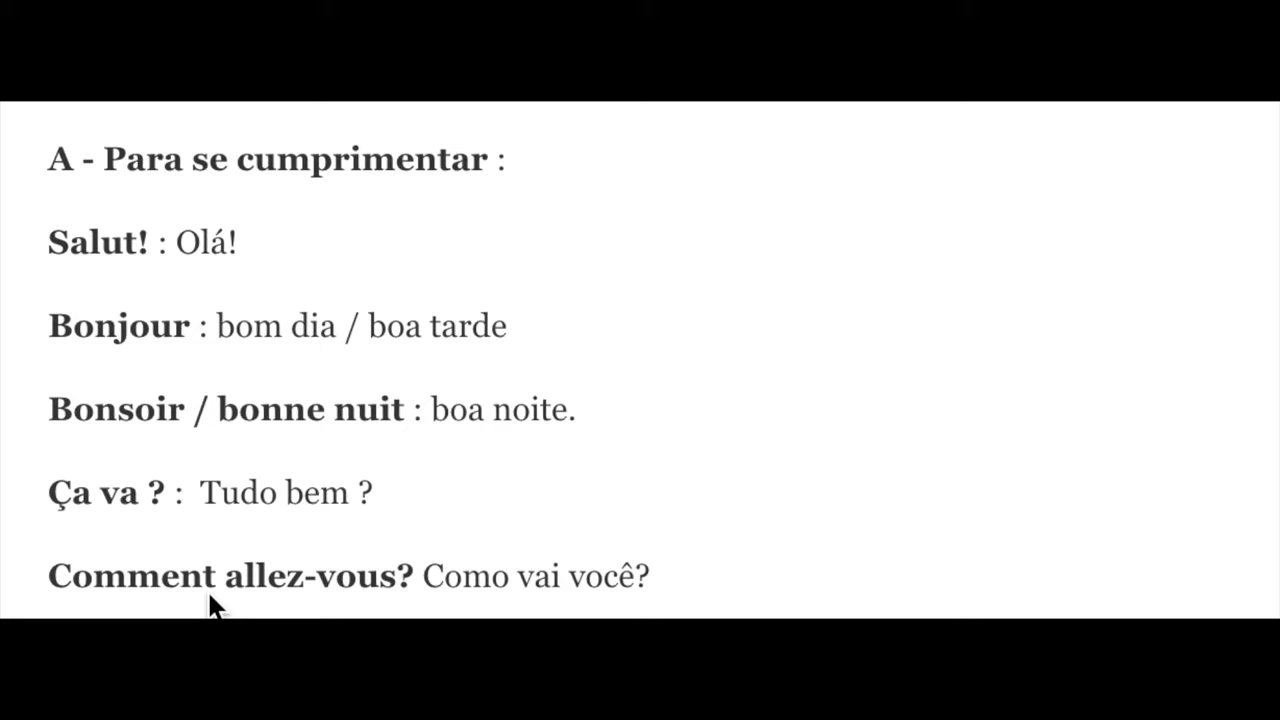 A - Para se cumprimentar :
Salut! : Olá!
Bonjour : bom dia / boa tarde
Bonsoir / bonne nuit : boa noite.
Ça va ? :  Tudo bem ?
Comment allez-vous? Como vai você?